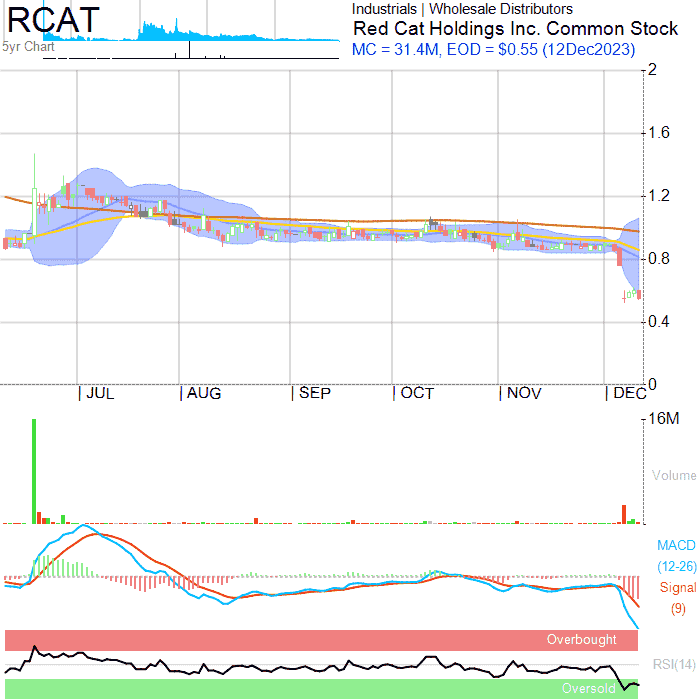 RCAT
Industrials | Wholesale Distributors
Red Cat Holdings Inc. Common Stock
5yr Chart
MC = 31.4M, EOD = $0.55 (12Dec2023)
2
1.6
1.2
0.8
0.4
0
| JUL | AUG | SEP | OCT | NOV | DEC
16M
Volume
MACD
(12-26)
Signal
(9)
Overbought
RSI(14)
Oversold